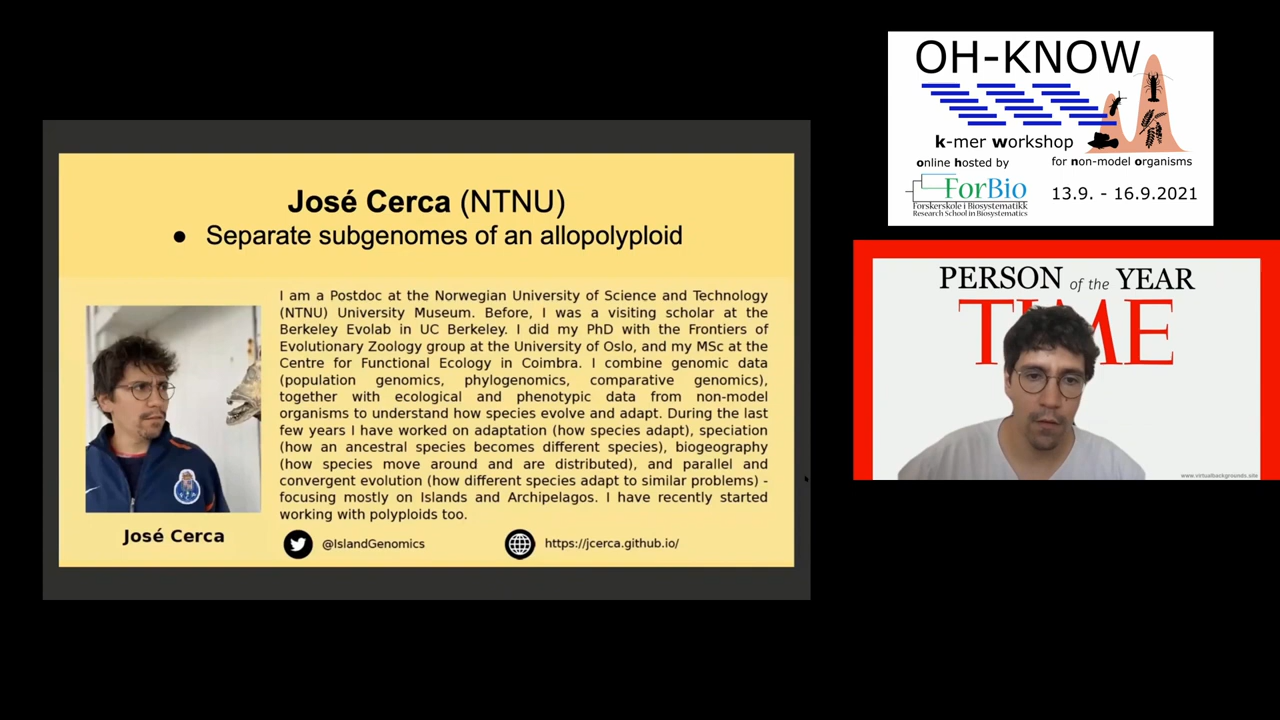 José Cerca (NTNU)
● Separate subgenomes of an allopolyploid
I am a Postdoc at the Norwegian University of Science and Technology
(NTNU) University Museum. Before, I was a visiting scholar at the
Berkeley Evolab in UC Berkeley. I did my PhD with the Frontiers of
Evolutionary Zoology group at the University of Oslo, and my MSc at the
Centre for Functional Ecology in Coimbra. I combine genomic data
(population genomics, phylogenomics, comparative genomics),
together with ecological and phenotypic data from non-model
organisms to understand how species evolve and adapt. During the last
few years I have worked on adaptation (how species adapt), speciation
(how an ancestral species becomes different species), biogeography
(how species move around and are distributed), and parallel and
convergent evolution (how different species adapt to similar problems) -
focusing mostly on Islands and Archipelagos. I have recently started
working with polyploids too.
José Cerca
@IslandGenomics
https://jcerca.github.io/
OH-KNOW
k-mer workshop
online hosted by
for non-model organisms
ForBio
Forskerskole i Biosystematikk
Research School in Biosystematics
13.9. - 16.9.2021
PERSON of the YEAR
TIME
www.virtualbackgrounds.site